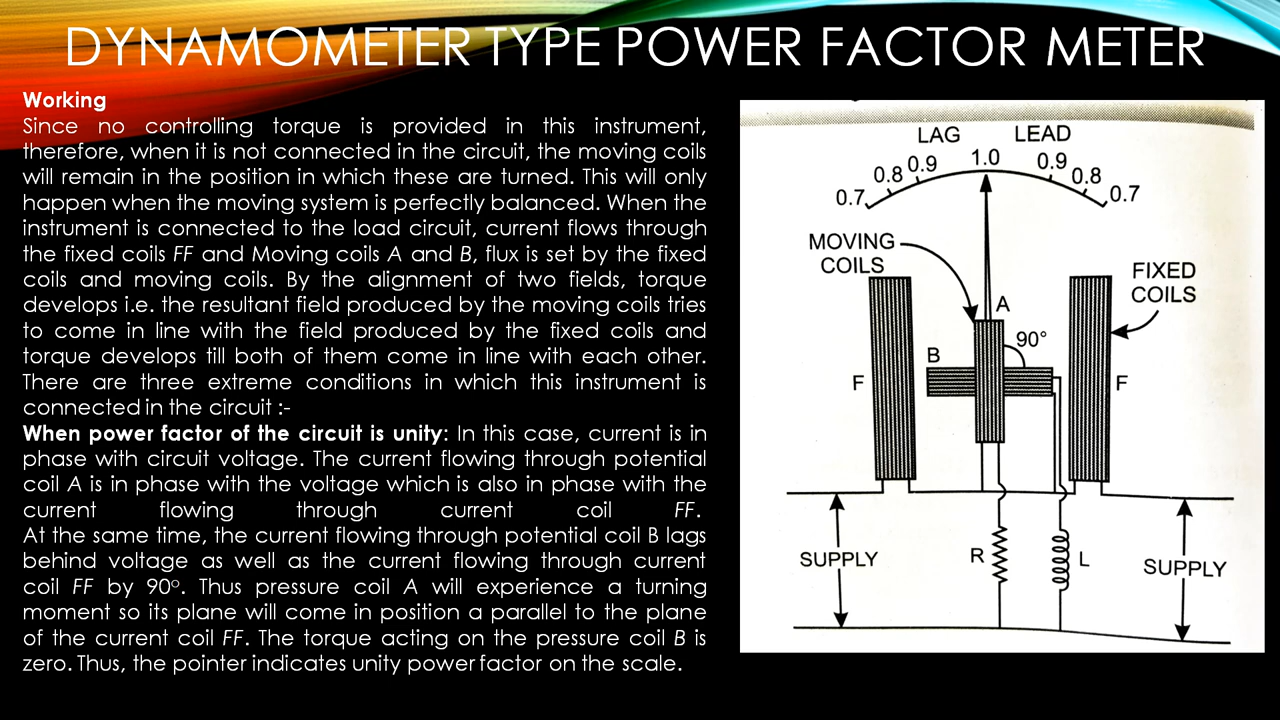 DYNAMOMETER TYPE POWER FACTOR METER
Working
Since no controlling torque is provided in this instrument,
therefore, when it is not connected in the circuit, the moving coils
will remain in the position in which these are turned. This will only
happen when the moving system is perfectly balanced. When the
instrument is connected to the load circuit, current flows through
the fixed coils FF and Moving coils A and B, flux is set by the fixed
coils and moving coils. By the alignment of two fields, torque
develops i.e. the resultant field produced by the moving coils tries
to come in line with the field produced by the fixed coils and
torque develops till both of them come in line with each other.
There are three extreme conditions in which this instrument is
connected in the circuit :-
When power factor of the circuit is unity: In this case, current is in
phase with circuit voltage. The current flowing through potential
coil A is in phase with the voltage which is also in phase with the
current flowing through current coil FF.
At the same time, the current flowing through potential coil B lags
behind voltage as well as the current flowing through current
coil FF by 90°. Thus pressure coil A will experience a turning
moment so its plane will come in position a parallel to the plane
of the current coil FF. The torque acting on the pressure coil B is
zero. Thus, the pointer indicates unity power factor on the scale.
LAG LEAD
0.7 0.8 0.9 1.0 0.9 0.8 0.7
MOVING
COILS
FIXED
COILS
A
90°
B
F
F
R
L
SUPPLY
SUPPLY